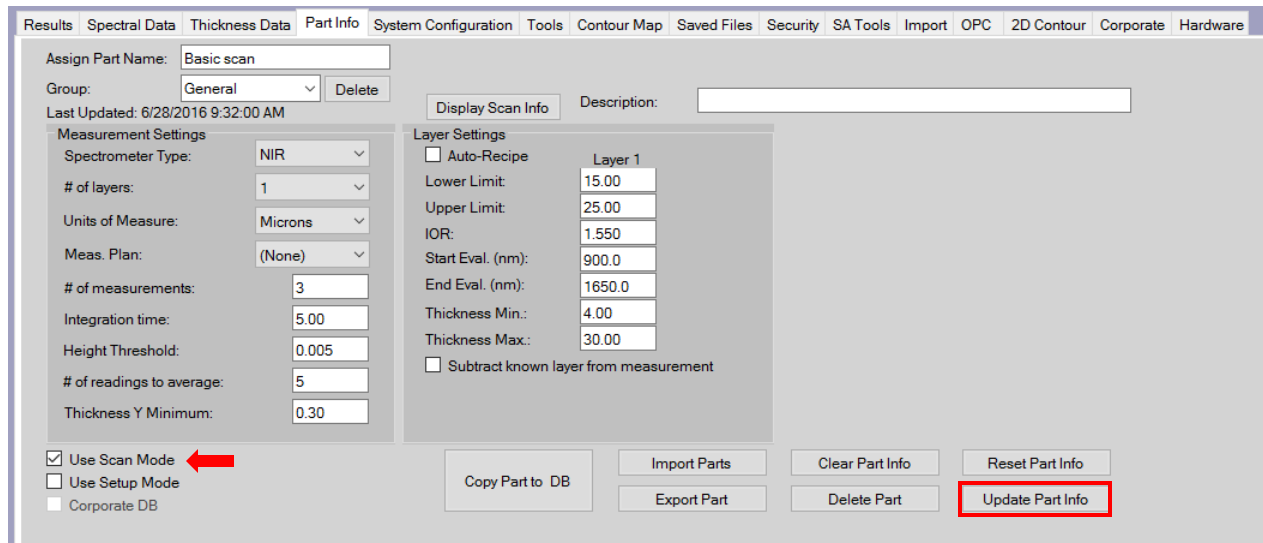 Results Spectral Data Thickness Data Part Info System Configuration Tools Contour Map Saved Files Security SA Tools Import OPC 2D Contour Corporate Hardware
Assign Part Name: Basic scan
Group: General Delete
Last Updated: 6/28/2016 9:32:00 AM
Display Scan Info Description:
Measurement Settings
Spectrometer Type: NIR
# of layers: 1
Units of Measure: Microns
Meas. Plan: (None)
# of measurements: 3
Integration time: 5.00
Height Threshold: 0.005
# of readings to average: 5
Thickness Y Minimum: 0.30
Layer Settings
Auto-Recipe Layer 1
Lower Limit: 15.00
Upper Limit: 25.00
IOR: 1.550
Start Eval. (nm): 900.0
End Eval. (nm): 1650.0
Thickness Min.: 4.00
Thickness Max.: 30.00
Subtract known layer from measurement
Use Scan Mode
Use Setup Mode
Corporate DB
Copy Part to DB
Import Parts Clear Part Info Reset Part Info
Export Part Delete Part Update Part Info